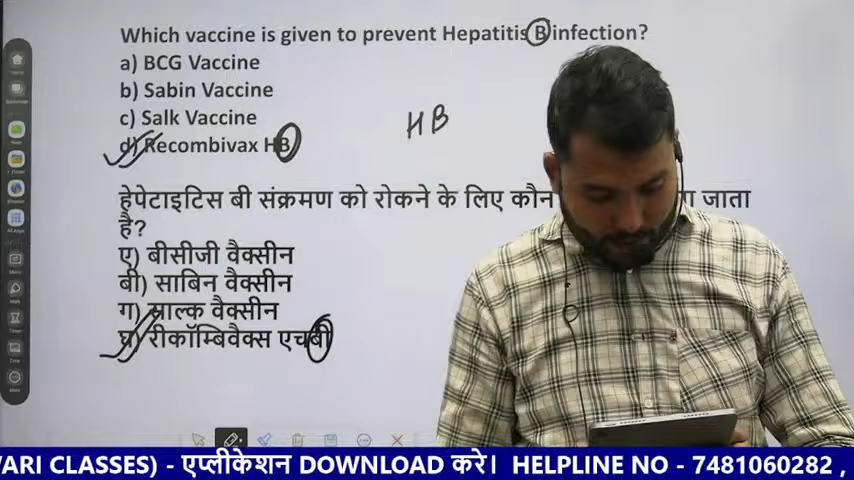 Which vaccine is given to prevent Hepatitis B infection?
a) BCG Vaccine
b) Sabin Vaccine
c) Salk Vaccine
d) Recombivax HB
HB
हेपेटाइटिस बी संक्रमण को रोकने के लिए कौन जाता
है?
ए) बीसीजी वैक्सीन
बी) साबिन वैक्सीन
ग) साल्क वैक्सीन
घ) रीकॉम्बिवैक्स एचबी
VARI CLASSES) - एप्लीकेशन DOWNLOAD करे। HELPLINE NO - 7481060282 ,